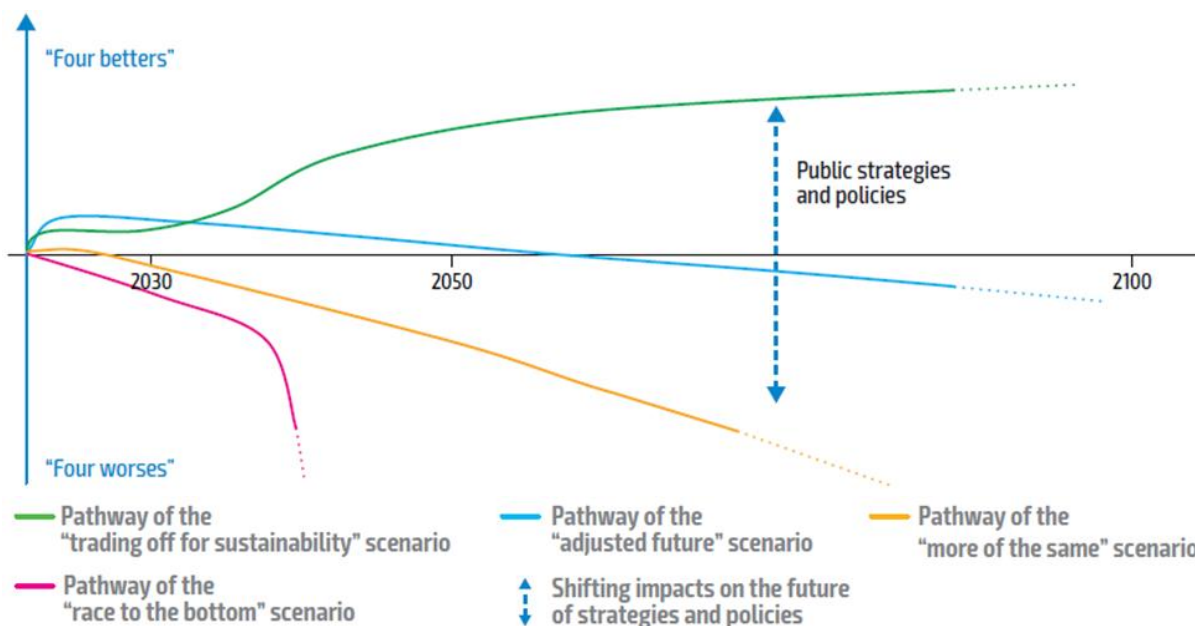 “Four betters”
Public strategies
and policies
2030
2050
2100
“Four worses”
Pathway of the
“trading off for sustainability” scenario
Pathway of the
“adjusted future” scenario
Pathway of the
“more of the same” scenario
Pathway of the
“race to the bottom” scenario
Shifting impacts on the future
of strategies and policies